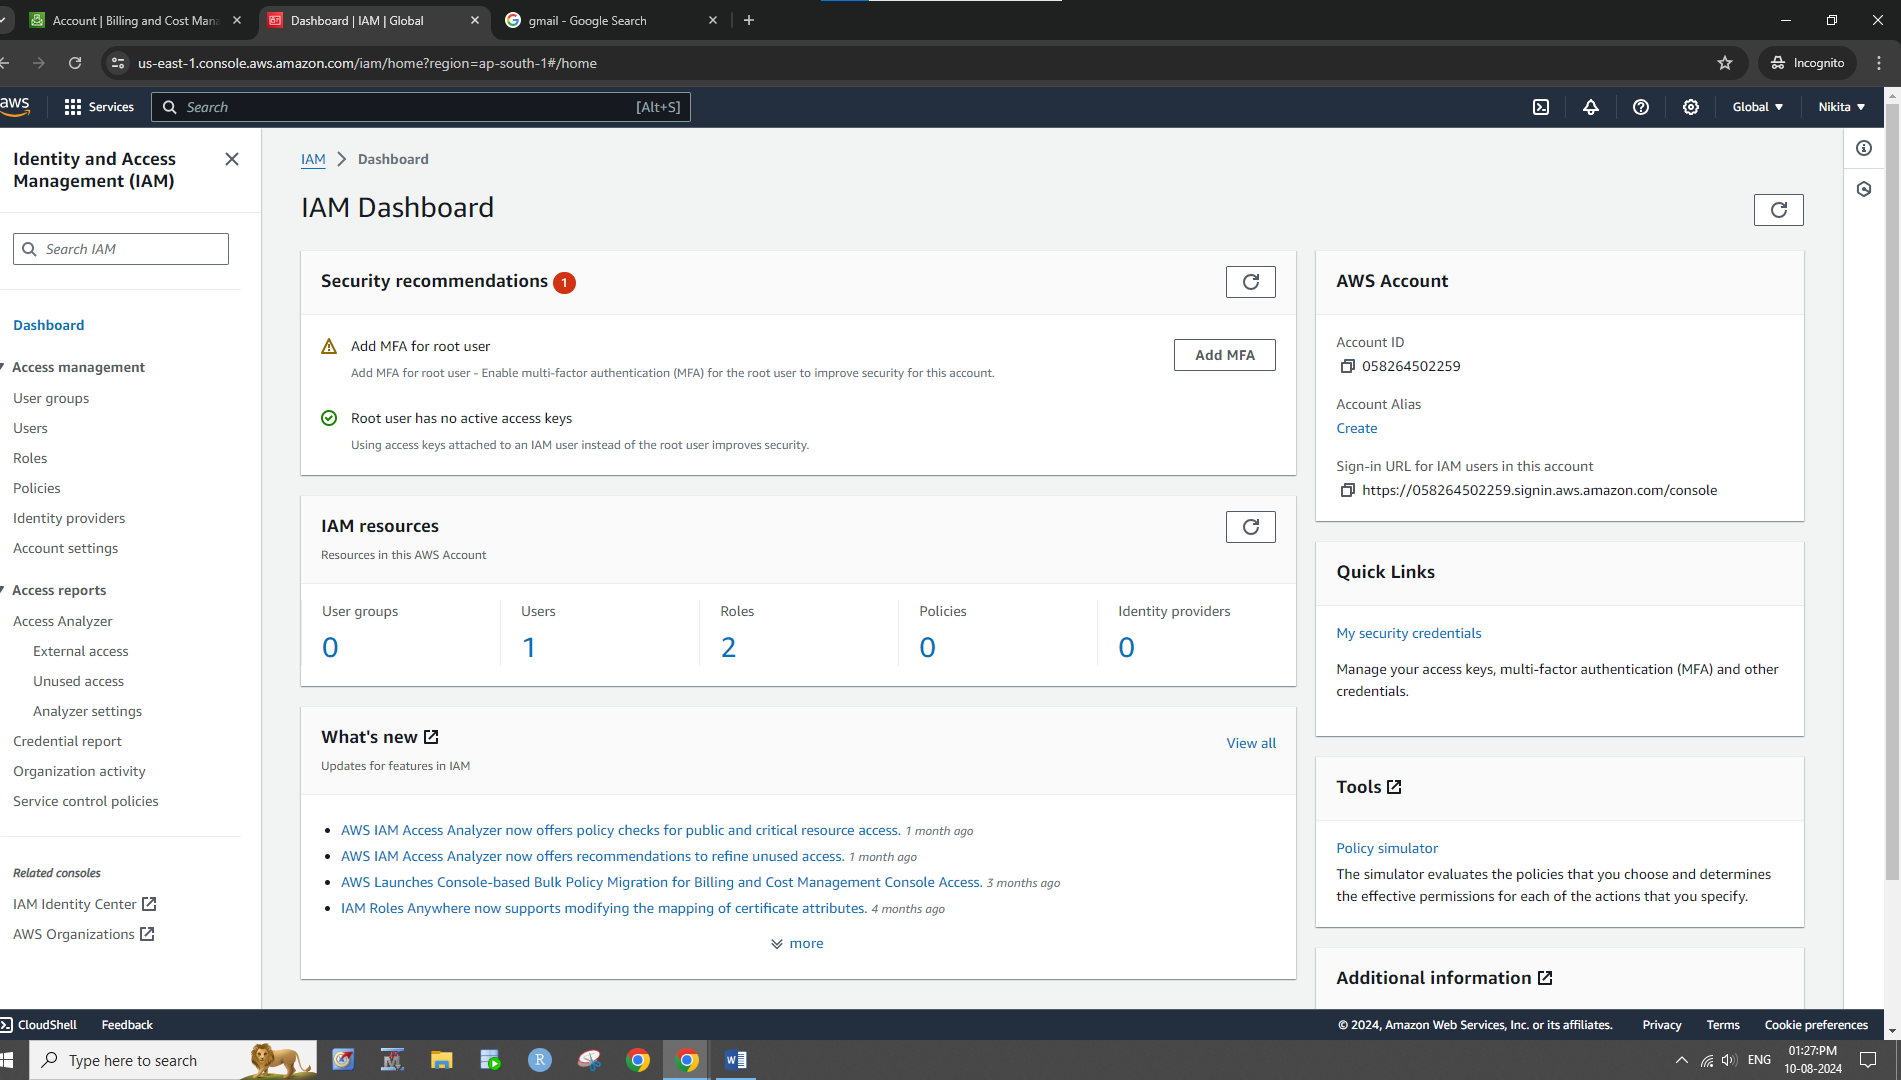 Account | Billing and Cost Mana
Dashboard | IAM | Global
gmail - Google Search
us-east-1.console.aws.amazon.com/iam/home?region=ap-south-1#/home
Incognito
aws
Services
Search
[Alt+S]
Global
Nikita
Identity and Access
Management (IAM)
Search IAM
Dashboard
Access management
User groups
Users
Roles
Policies
Identity providers
Account settings
Access reports
Access Analyzer
External access
Unused access
Analyzer settings
Credential report
Organization activity
Service control policies
Related consoles
IAM Identity Center
AWS Organizations
IAM > Dashboard
IAM Dashboard
Security recommendations 1
Add MFA for root user
Add MFA for root user - Enable multi-factor authentication (MFA) for the root user to improve security for this account.
Add MFA
Root user has no active access keys
Using access keys attached to an IAM user instead of the root user improves security.
IAM resources
Resources in this AWS Account
User groups
0
Users
1
Roles
2
Policies
0
Identity providers
0
What's new
Updates for features in IAM
View all
AWS IAM Access Analyzer now offers policy checks for public and critical resource access. 1 month ago
AWS IAM Access Analyzer now offers recommendations to refine unused access. 1 month ago
AWS Launches Console-based Bulk Policy Migration for Billing and Cost Management Console Access. 3 months ago
IAM Roles Anywhere now supports modifying the mapping of certificate attributes. 4 months ago
more
AWS Account
Account ID
058264502259
Account Alias
Create
Sign-in URL for IAM users in this account
https://058264502259.signin.aws.amazon.com/console
Quick Links
My security credentials
Manage your access keys, multi-factor authentication (MFA) and other
credentials.
Tools
Policy simulator
The simulator evaluates the policies that you choose and determines
the effective permissions for each of the actions that you specify.
Additional information
CloudShell
Feedback
© 2024, Amazon Web Services, Inc. or its affiliates.
Privacy
Terms
Cookie preferences
Type here to search
R
W
ENG
01:27:PM
10-08-2024